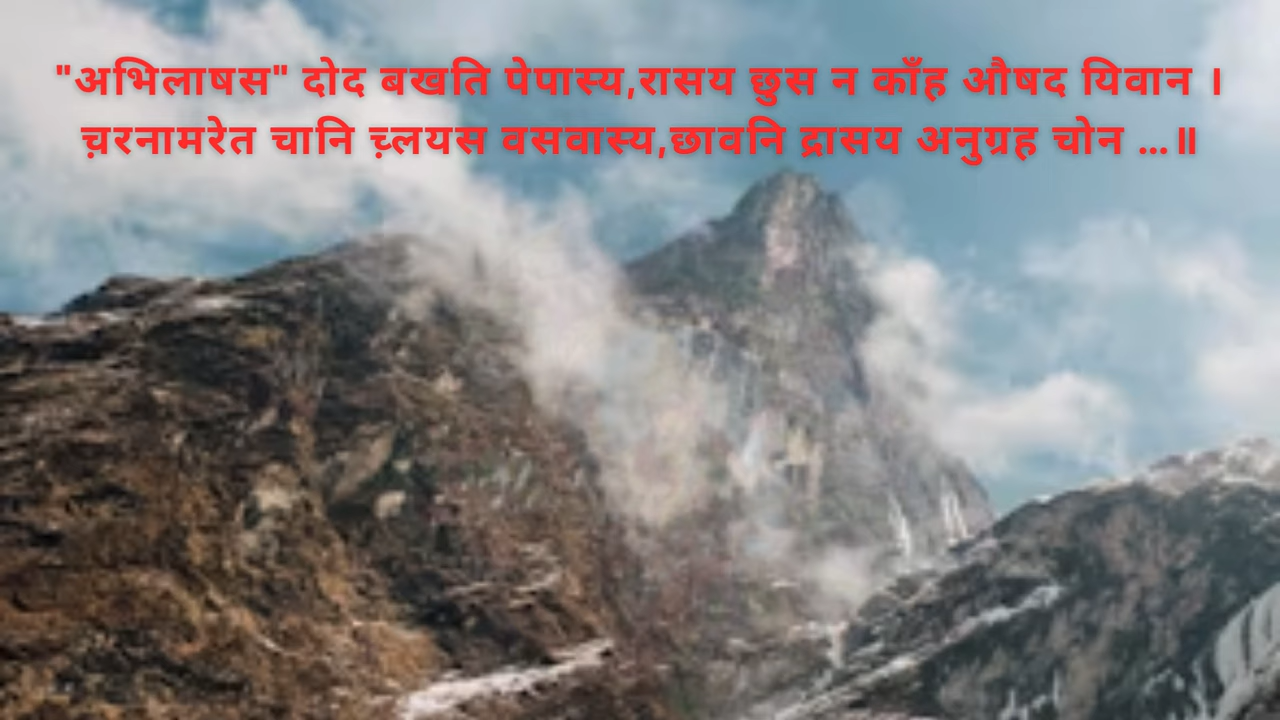 "अभिलाषस" दोद बखति पेपास्य,रासय छुस न काँह औषद यिवान ।
च़रनामरेत चानि च़्लयस वसवास्य,छावनि द्रासय अनुग्रह चोन ...॥